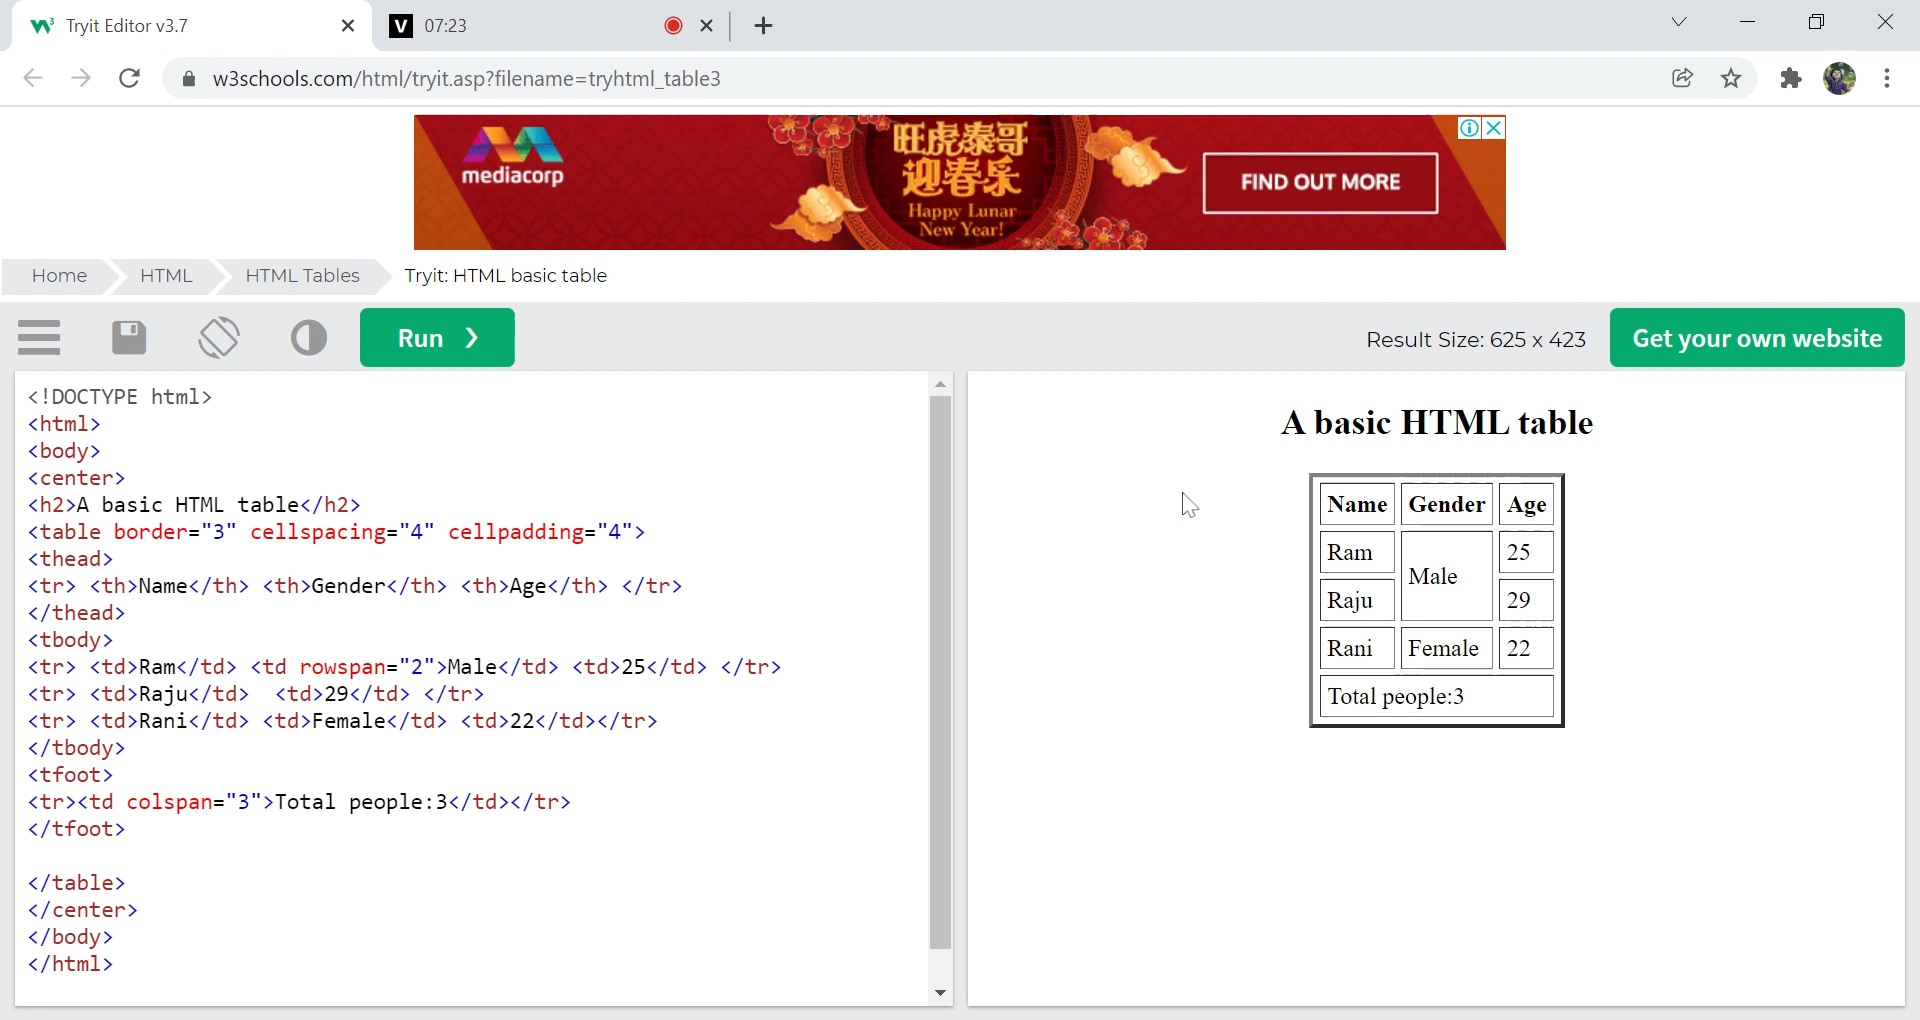 Tryit Editor v3.7
07:23
w3schools.com/html/tryit.asp?filename=tryhtml_table3
mediacorp
旺虎泰哥
迎春乐
Happy Lunar
New Year!
FIND OUT MORE
Home
HTML
HTML Tables
Tryit: HTML basic table
Run ❯
Result Size: 625 x 423
Get your own website
<!DOCTYPE html>
<html>
<body>
<center>
<h2>A basic HTML table</h2>
<table border="3" cellspacing="4" cellpadding="4">
<thead>
<tr> <th>Name</th> <th>Gender</th> <th>Age</th> </tr>
</thead>
<tbody>
<tr> <td>Ram</td> <td rowspan="2">Male</td> <td>25</td> </tr>
<tr> <td>Raju</td>  <td>29</td> </tr>
<tr> <td>Rani</td> <td>Female</td> <td>22</td></tr>
</tbody>
<tfoot>
<tr><td colspan="3">Total people:3</td></tr>
</tfoot>
</table>
</center>
</body>
</html>
A basic HTML table
Name Gender Age
Ram Male 25
Raju 29
Rani Female 22
Total people:3